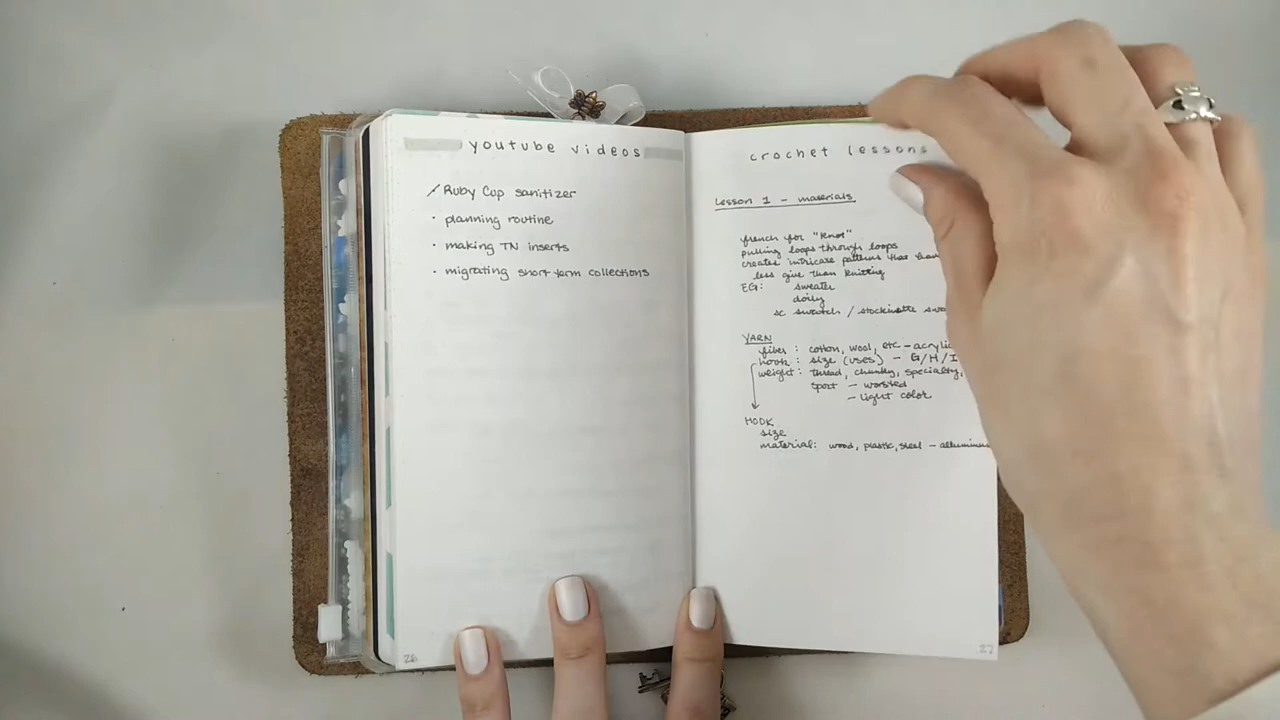 youtube videos
/ Ruby Cup sanitizer
· planning routine
· making TN inserts
· migrating short term collections
26
crochet lessons
Lesson 1 - materials
french for "knot"
pulling loops through loops
creates intricate patterns that have
less give than knitting
EG: sweater
doily
sc swatch / stockinette
YARN
fiber: cotton, wool, etc - acrylic
hook: size (uses) - G/H/I
weight: thread, chunky, specialty,
sport - worsted
- light color
HOOK
size
material: wood, plastic, steel -
27